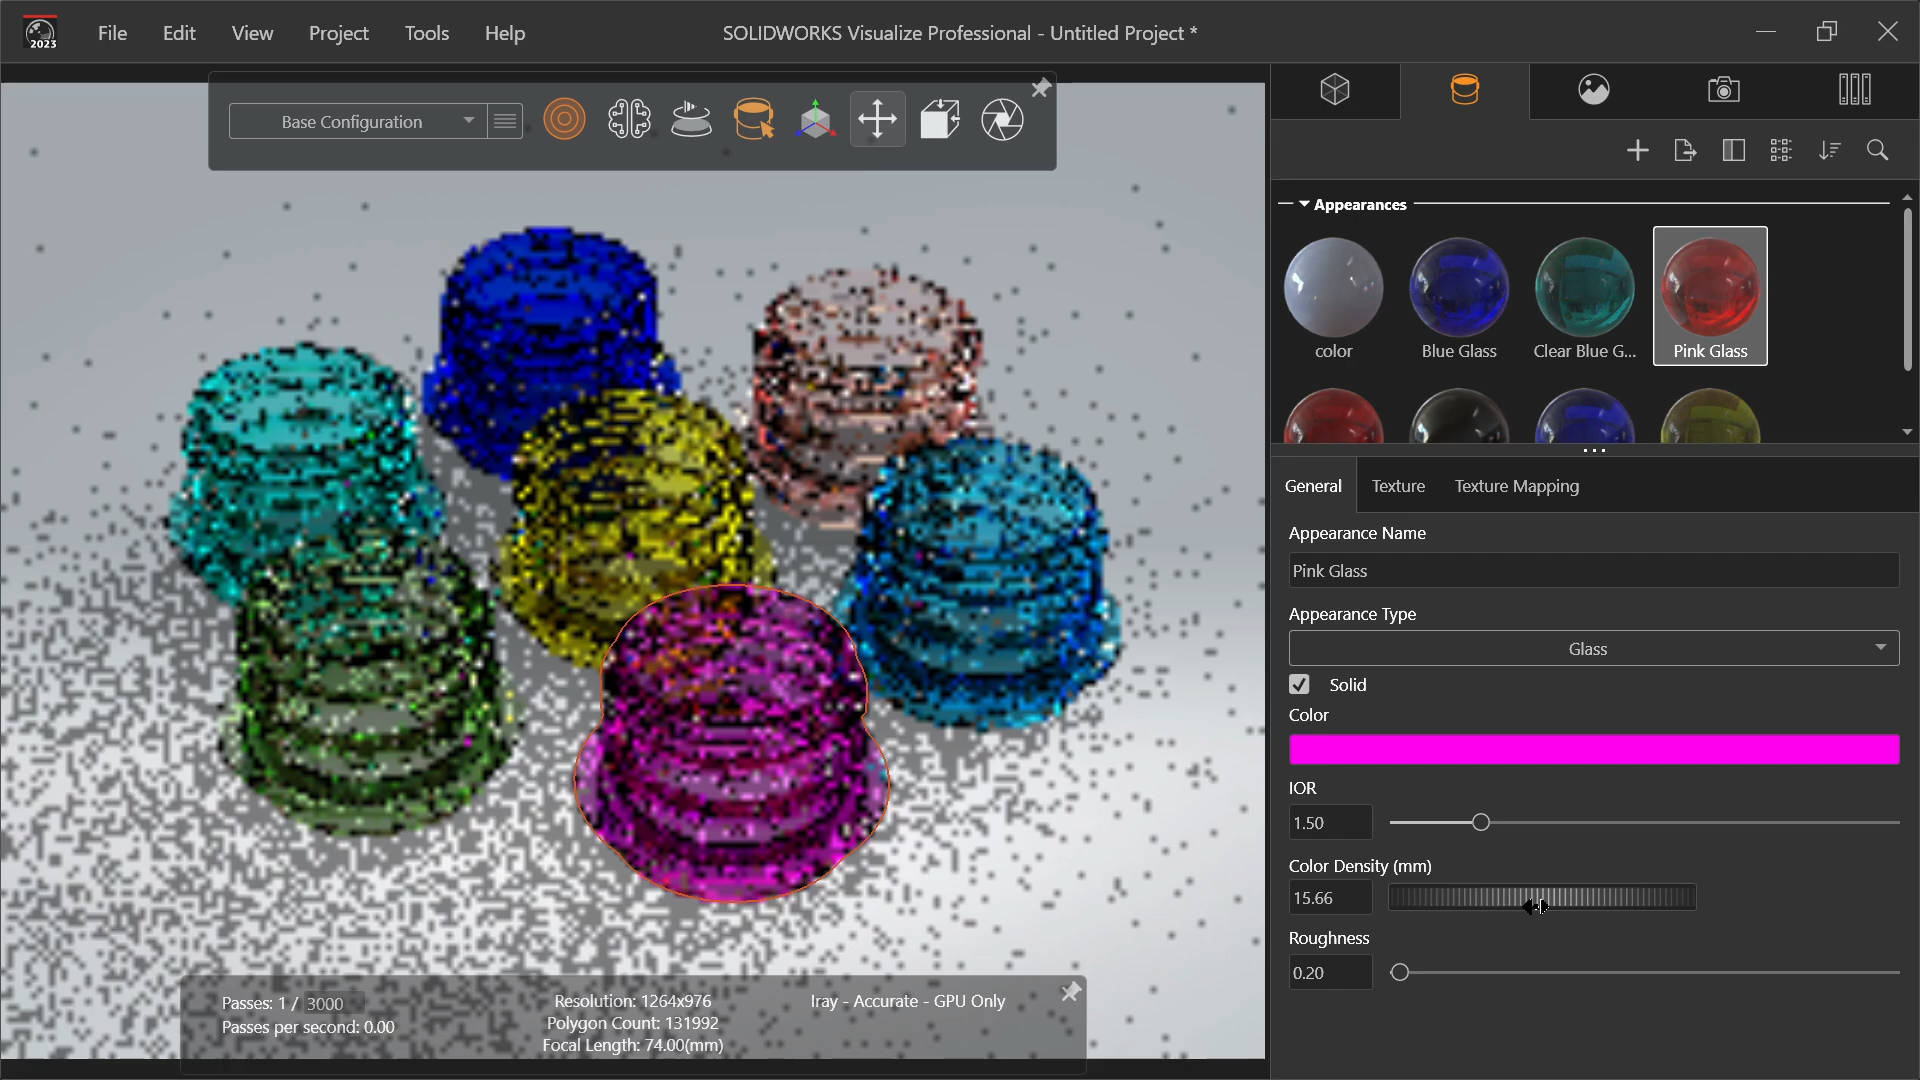 2023
File
Edit
View
Project
Tools
Help
SOLIDWORKS Visualize Professional - Untitled Project *
Base Configuration
Appearances
color
Blue Glass
Clear Blue G...
Pink Glass
General
Texture
Texture Mapping
Appearance Name
Pink Glass
Appearance Type
Glass
Solid
Color
IOR
1.50
Color Density (mm)
15.66
Roughness
0.20
Passes: 1 / 3000
Passes per second: 0.00
Resolution: 1264x976
Polygon Count: 131992
Focal Length: 74.00(mm)
Iray - Accurate - GPU Only